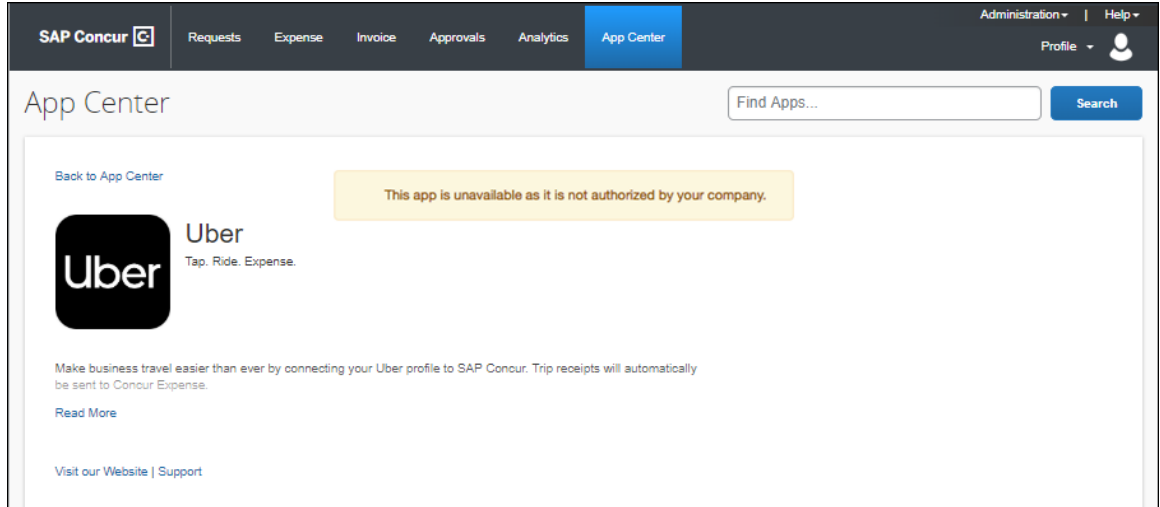 Administration | Help
SAP Concur C Requests Expense Invoice Approvals Analytics App Center Profile
App Center Find Apps... Search
Back to App Center
This app is unavailable as it is not authorized by your company.
Uber
Uber
Tap. Ride. Expense.
Make business travel easier than ever by connecting your Uber profile to SAP Concur. Trip receipts will automatically
be sent to Concur Expense.
Read More
Visit our Website | Support